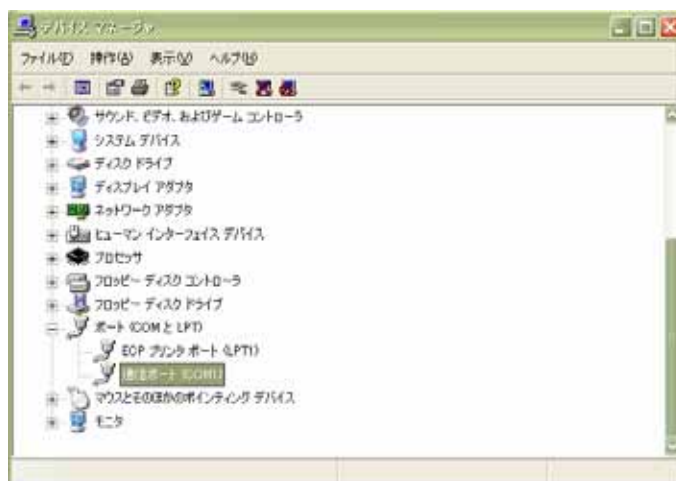 デバイス マネージャ
ファイル(F) 操作(A) 表示(V) ヘルプ(H)
サウンド、ビデオ、およびゲーム コントローラ
システム デバイス
ディスク ドライブ
ディスプレイ アダプタ
ネットワーク アダプタ
ヒューマン インターフェイス デバイス
プロセッサ
フロッピー ディスク コントローラ
フロッピー ディスク ドライブ
ポート (COM と LPT)
ECP プリンタ ポート (LPT1)
通信ポート (COM1)
マウスとそのほかのポインティング デバイス
モニタ